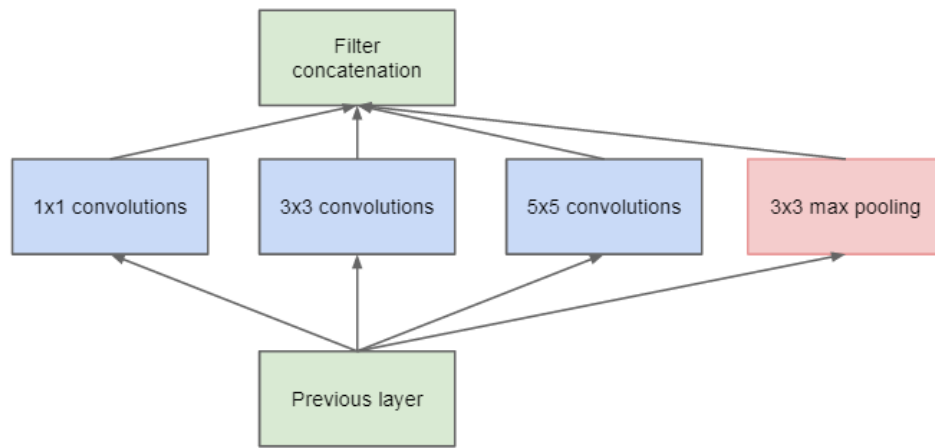 Filter
concatenation
1x1 convolutions
3x3 convolutions
5x5 convolutions
3x3 max pooling
Previous layer